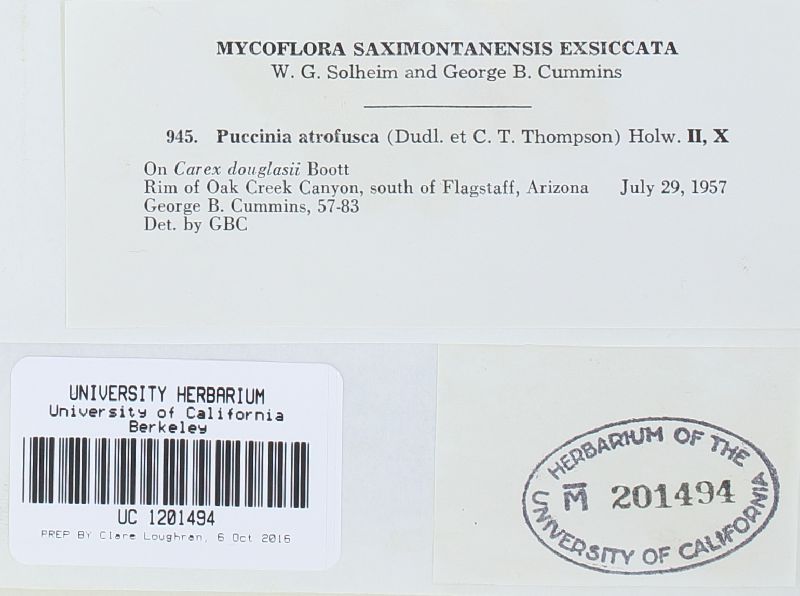 MYCOFLORA SAXIMONTANENSIS EXSICCATA
W. G. Solheim and George B. Cummins
945. Puccinia atrofusca (Dudl. et C. T. Thompson) Holw. II, X
On Carex douglasii Boott
Rim of Oak Creek Canyon, south of Flagstaff, Arizona July 29, 1957
George B. Cummins, 57-83
Det. by GBC
UNIVERSITY HERBARIUM
University of California
Berkeley
UC 1201494
PREP BY Clare Loughran, 6 Oct 2016
HERBARIUM OF THE
M̅ 201494
UNIVERSITY OF CALIFORNIA